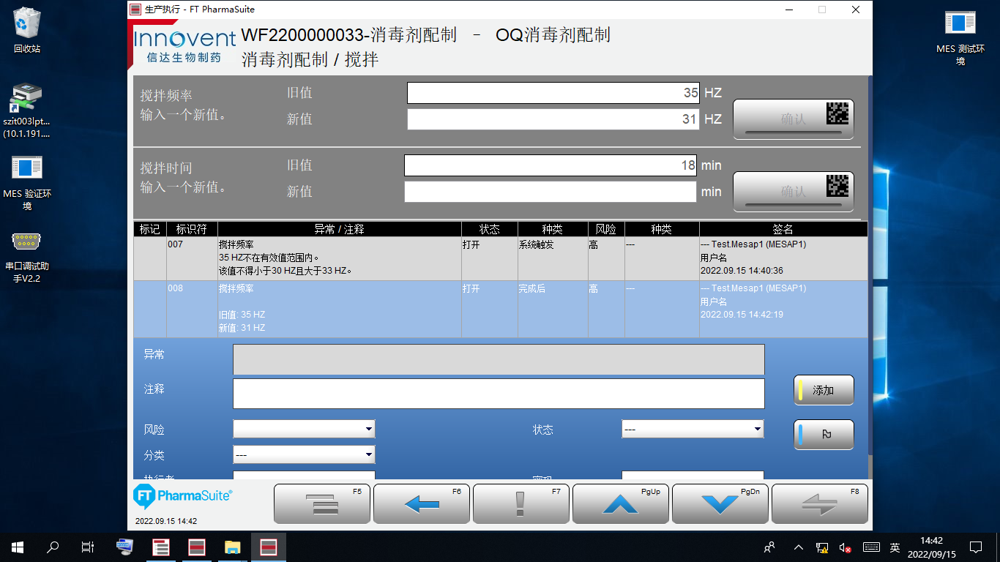 回收站
szit003lpt...
(10.1.191....
MES 验证环
境
串口调试助
手V2.2
MES 测试环
境
生产执行 - FT PharmaSuite
Innovent
信达生物制药
WF2200000033-消毒剂配制 - OQ消毒剂配制
消毒剂配制 / 搅拌
搅拌频率
输入一个新值。
旧值 35 HZ
新值 31 HZ
确认
搅拌时间
输入一个新值。
旧值 18 min
新值 min
确认
标记 标识符 异常 / 注释 状态 种类 风险 种类 签名
007 搅拌频率 打开 系统触发 高 --- --- Test.Mesap1 (MESAP1)
35 HZ不在有效值范围内。 用户名
该值不得小于30 HZ且大于33 HZ。 2022.09.15 14:40:36
008 搅拌频率 打开 完成后 高 --- --- Test.Mesap1 (MESAP1)
用户名
旧值: 35 HZ 2022.09.15 14:42:19
新值: 31 HZ
异常
注释
添加
风险 状态 ---
分类 ---
执行者 密码
FT PharmaSuite®
2022.09.15 14:42
F5 F6 F7 PgUp PgDn F8
英
14:42
2022/09/15